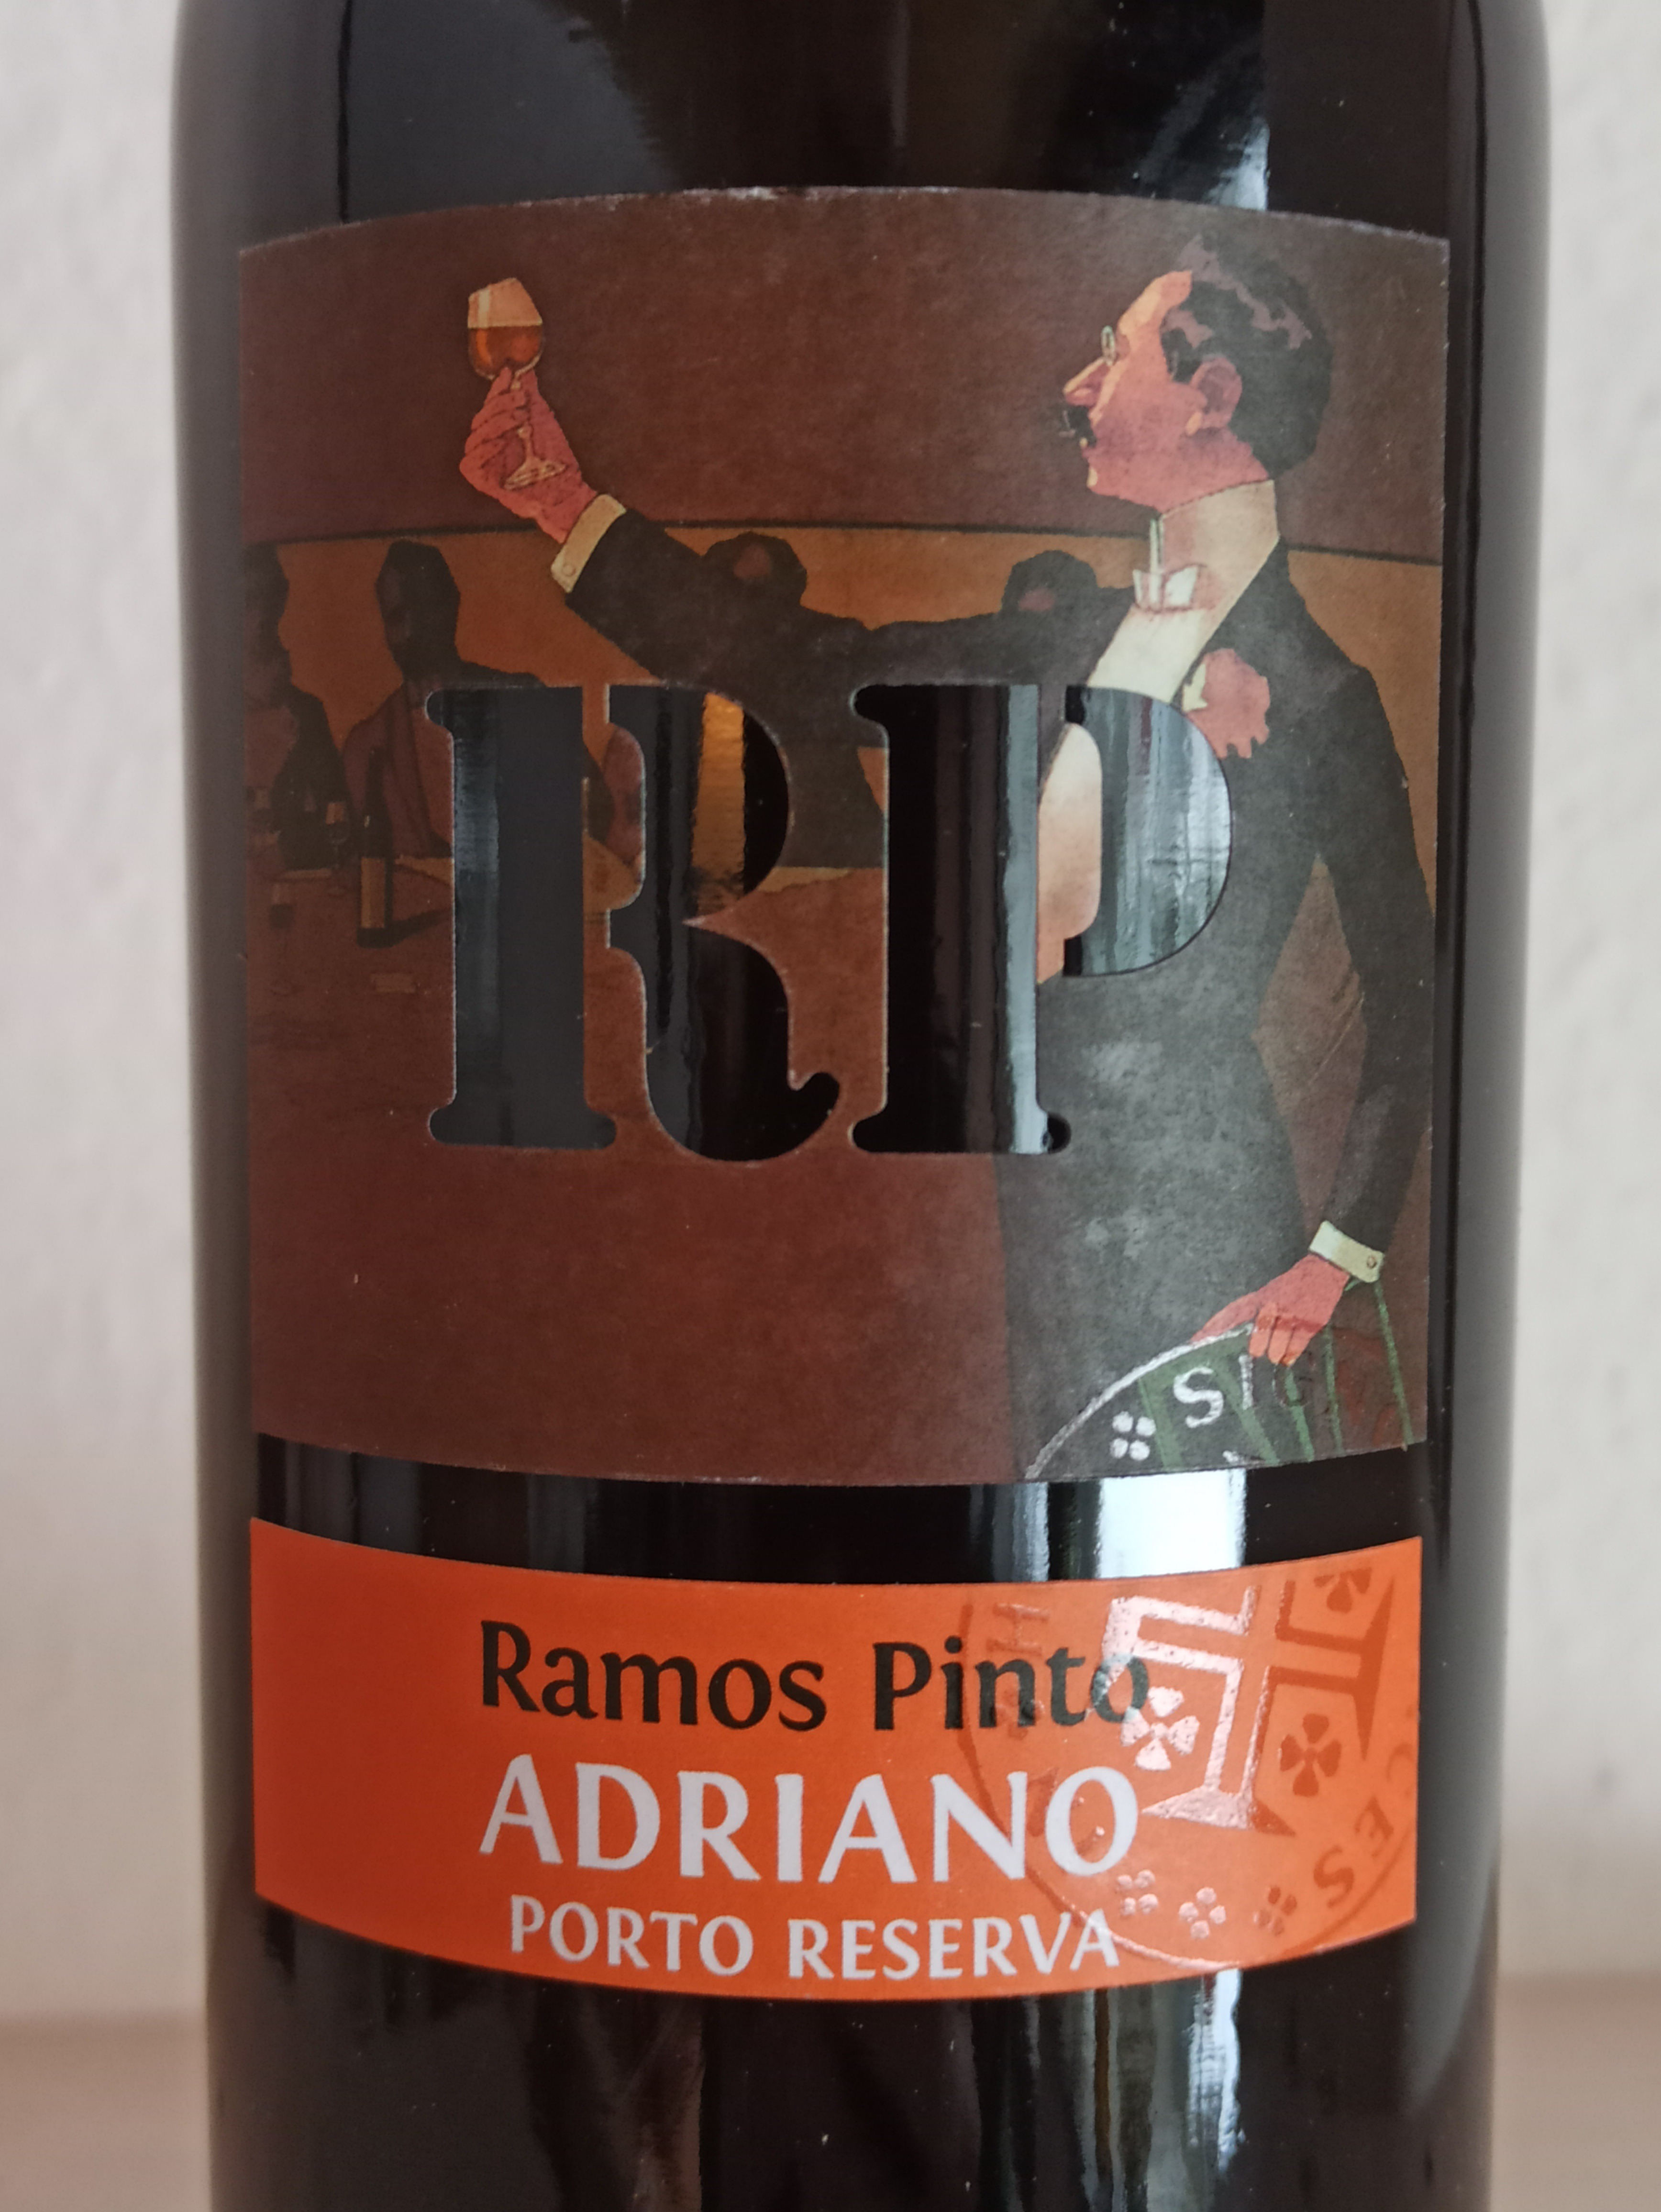 RP
Ramos Pinto
ADRIANO
PORTO RESERVA